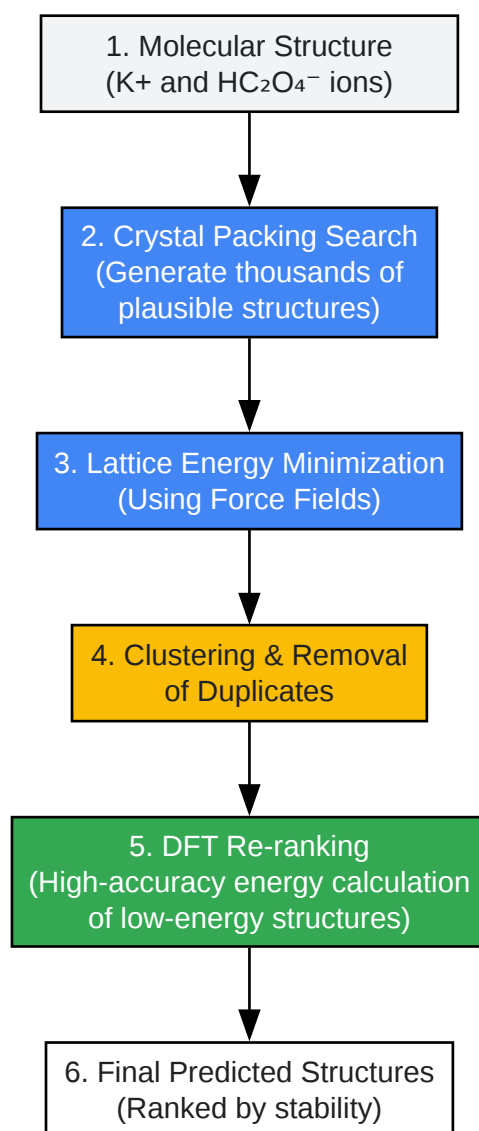 1. Molecular Structure
(K+ and HC₂O₄⁻ ions)
2. Crystal Packing Search
(Generate thousands of
plausible structures)
3. Lattice Energy Minimization
(Using Force Fields)
4. Clustering & Removal
of Duplicates
5. DFT Re-ranking
(High-accuracy energy calculation
of low-energy structures)
6. Final Predicted Structures
(Ranked by stability)